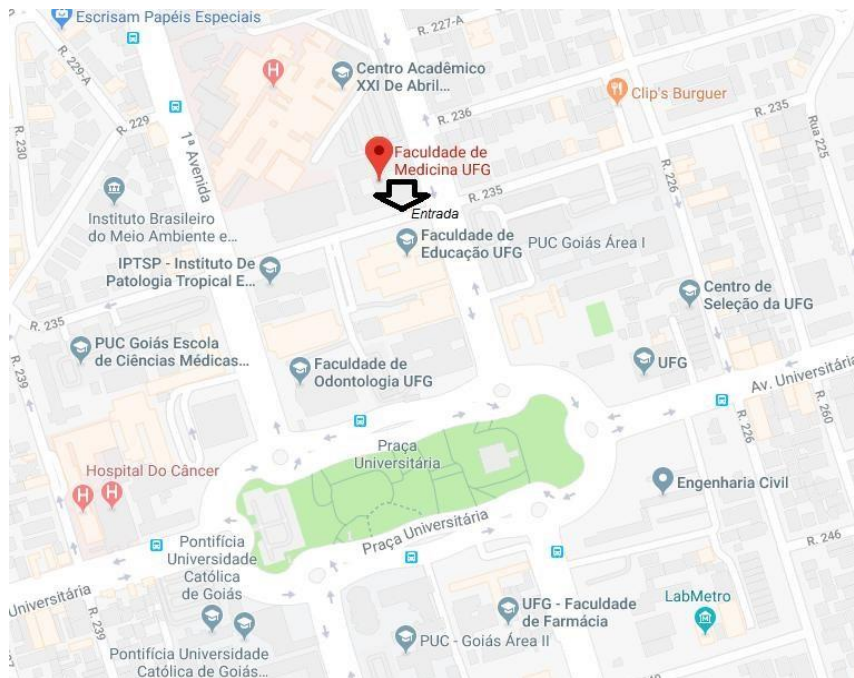 Escrisam Papéis Especiais
R. 227-A
R. 229-A
Centro Acadêmico
XXI De Abril...
H
Clip's Burguer
R. 236
R. 235
R. 229
R. 230
1ª Avenida
Rua 225
Faculdade de
Medicina UFG
R. 226
Instituto Brasileiro
do Meio Ambiente e...
R. 235
Entrada
Faculdade de
Educação UFG
PUC Goiás Área I
IPTSP - Instituto De
Patologia Tropical E...
Centro de
Seleção da UFG
R. 235
PUC Goiás Escola
de Ciências Médicas...
Faculdade de
Odontologia UFG
UFG
R. 239
Av. Universitária
R. 226
R. 260
Praça
Universitária
Hospital Do Câncer
H
H
Engenharia Civil
Praça Universitária
R. 246
Pontifícia
Universidade
Católica
de Goiás
Universitária
R. 239
UFG - Faculdade
de Farmácia
LabMetro
PUC - Goiás Área II
Pontifícia Universidade
Católica de Goiás...